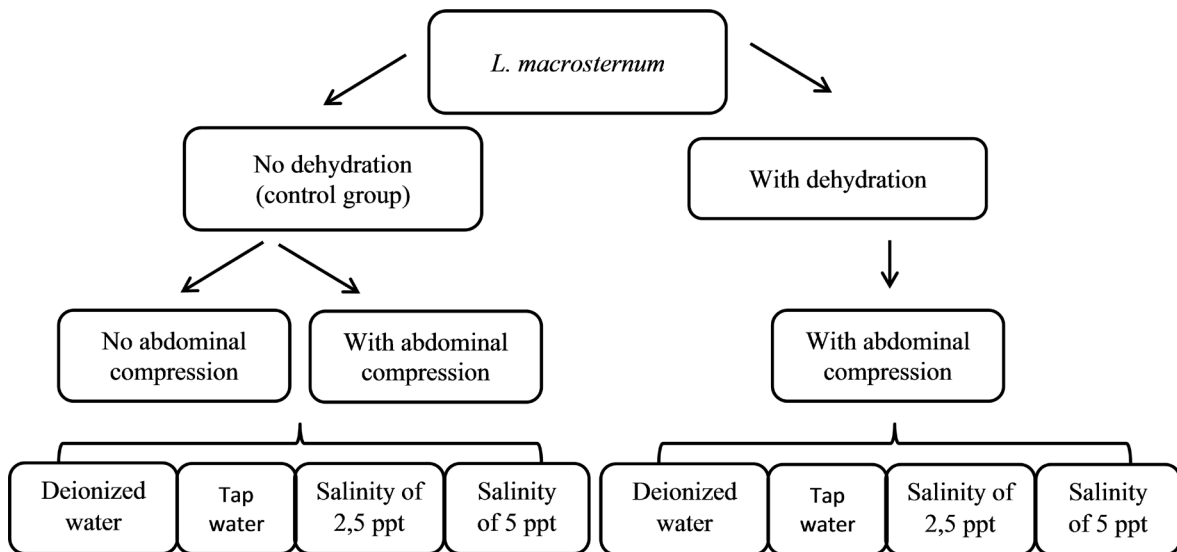 L. macrosternum
No dehydration
(control group)
With dehydration
No abdominal
compression
With abdominal
compression
With abdominal
compression
Deionized
water
Tap
water
Salinity of
2,5 ppt
Salinity
of 5 ppt
Deionized
water
Tap
water
Salinity of
2,5 ppt
Salinity
of 5 ppt